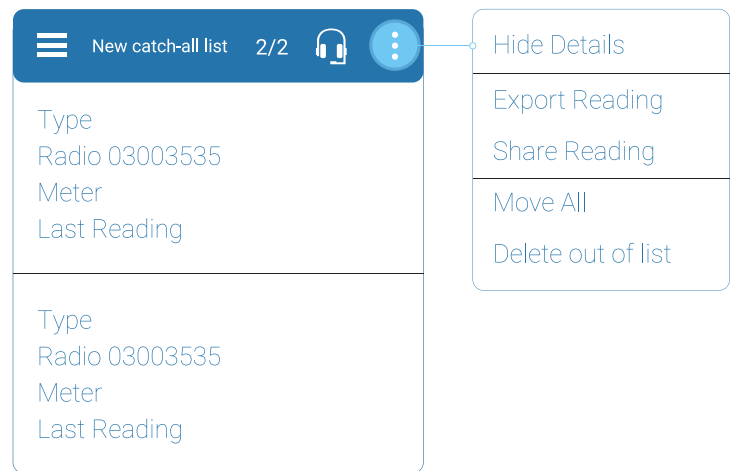 New catch-all list 2/2
Type
Radio 03003535
Meter
Last Reading
Type
Radio 03003535
Meter
Last Reading
Hide Details
Export Reading
Share Reading
Move All
Delete out of list